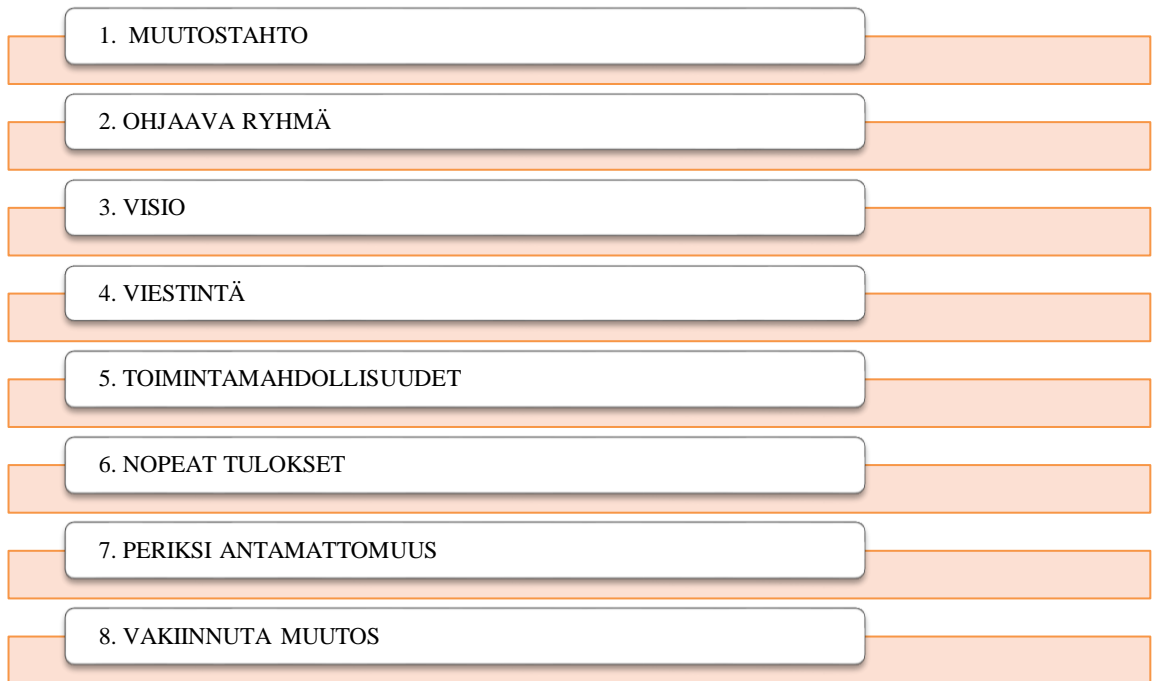 1. MUUTOSTAHTO
2. OHJAAVA RYHMÄ
3. VISIO
4. VIESTINTÄ
5. TOIMINTAMAHDOLLISUUDET
6. NOPEAT TULOKSET
7. PERIKSI ANTAMATTOMUUS
8. VAKIINNUTA MUUTOS